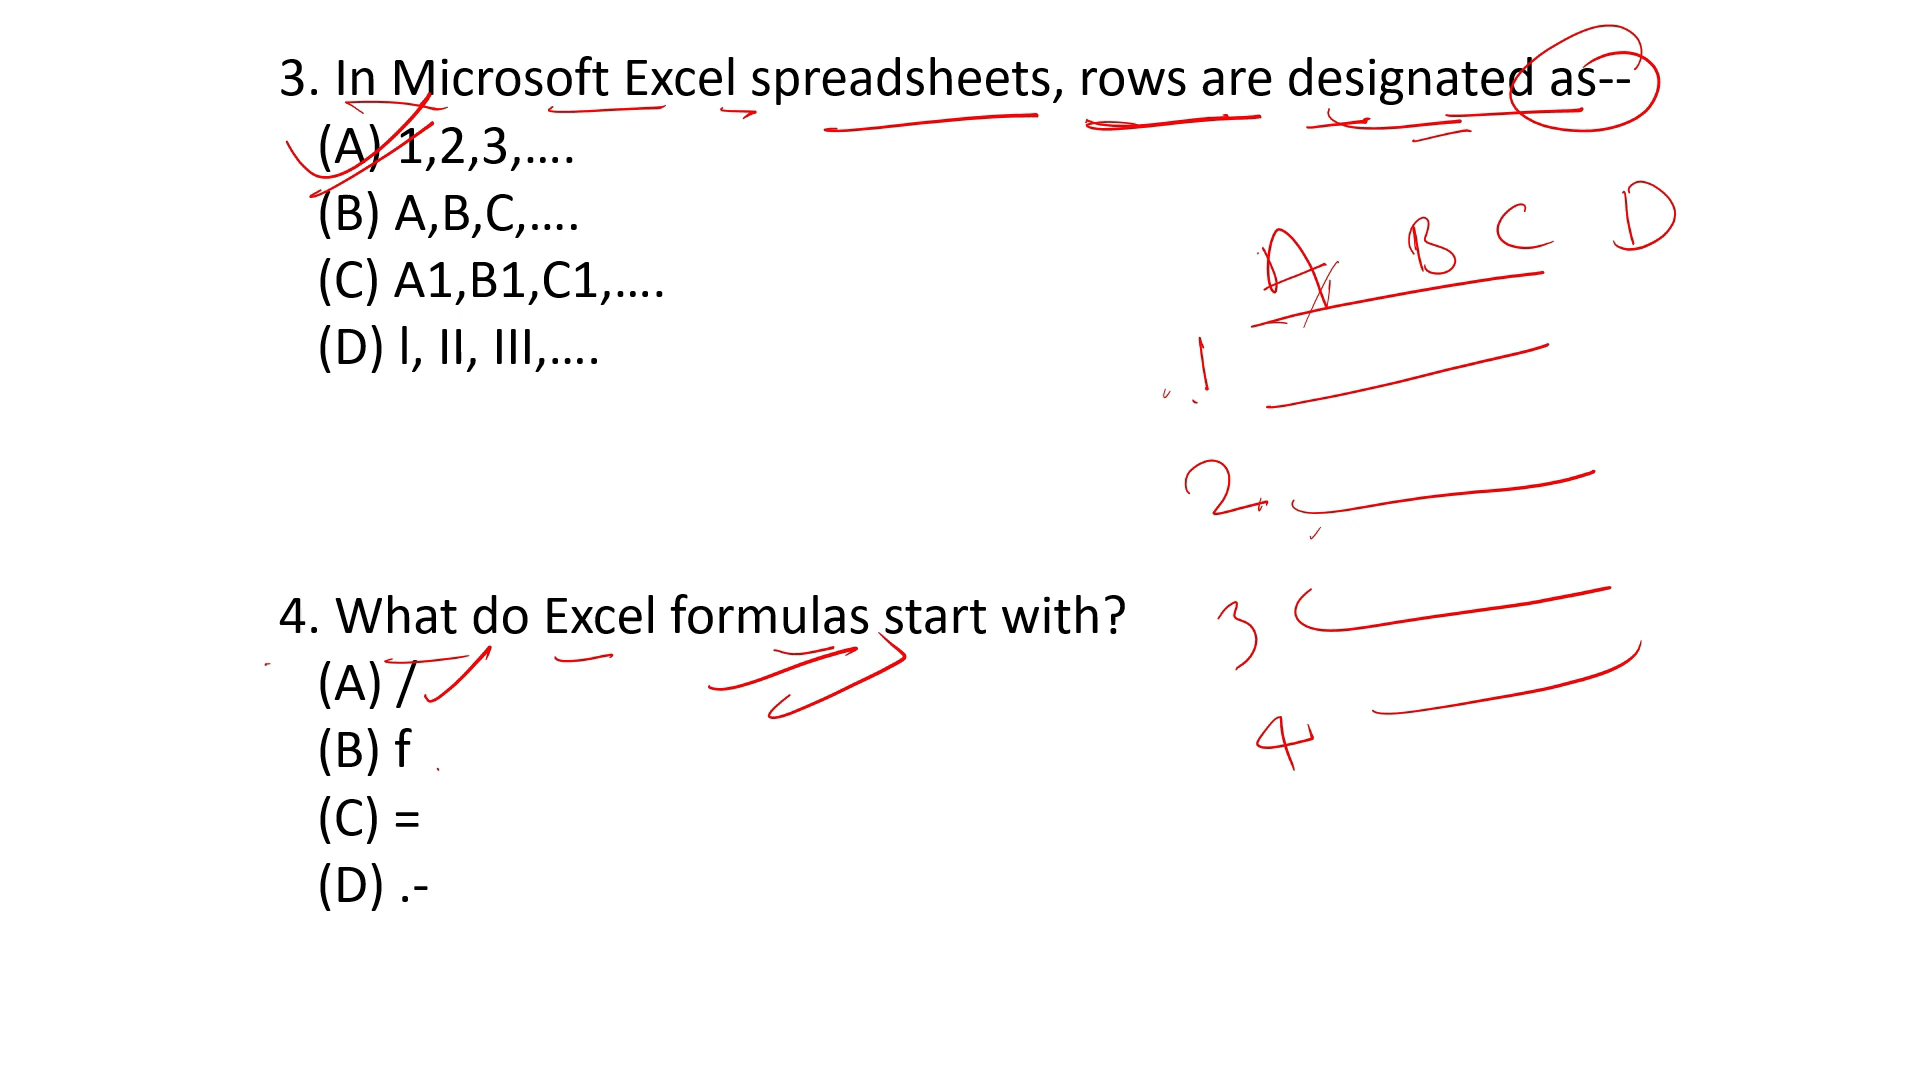 3. In Microsoft Excel spreadsheets, rows are designated as--
(A) 1,2,3,....
(B) A,B,C,....
(C) A1,B1,C1,....
(D) l, II, III,....
A B C D
1
2
3
4
4. What do Excel formulas start with?
(A) /
(B) f
(C) =
(D) .-